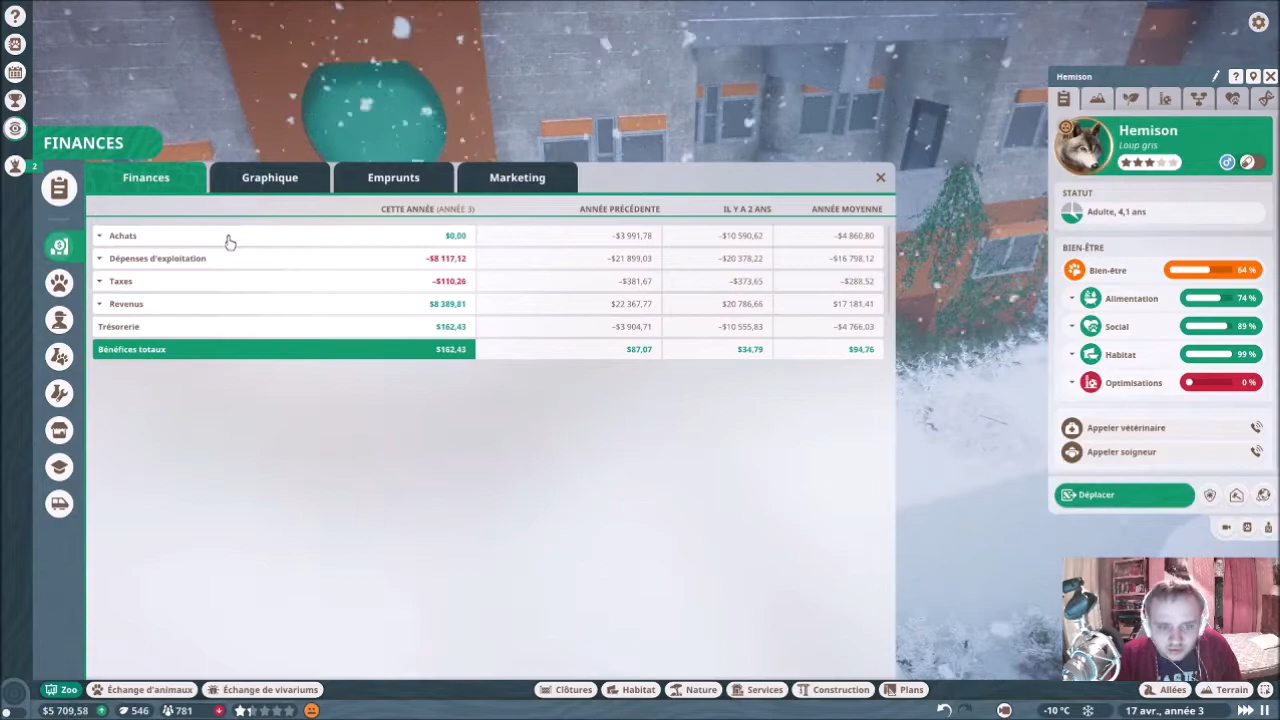 ?
2
FINANCES
Finances
Graphique
Emprunts
Marketing
CETTE ANNÉE (ANNÉE 3)
ANNÉE PRÉCÉDENTE
IL Y A 2 ANS
ANNÉE MOYENNE
Achats $0,00 -$3 991,78 -$10 590,62 -$4 860,80
Dépenses d'exploitation -$8 117,12 -$21 899,03 -$20 378,22 -$16 798,12
Taxes -$110,26 -$381,67 -$373,65 -$288,52
Revenus $8 389,81 $22 367,77 $20 786,66 $17 181,41
Trésorerie $162,43 -$3 904,71 -$10 555,83 -$4 766,03
Bénéfices totaux $162,43 $87,07 $34,79 $94,76
Hemison
?
Hemison
Loup gris
STATUT
Adulte, 4,1 ans
BIEN-ÊTRE
Bien-être 64 %
Alimentation 74 %
Social 89 %
Habitat 99 %
Optimisations 0 %
Appeler vétérinaire
Appeler soigneur
Déplacer
Zoo
Échange d'animaux
Échange de vivariums
Clôtures
Habitat
Nature
Services
Construction
Plans
Allées
Terrain
$5 709,58
546
781
-10 °C
17 avr., année 3